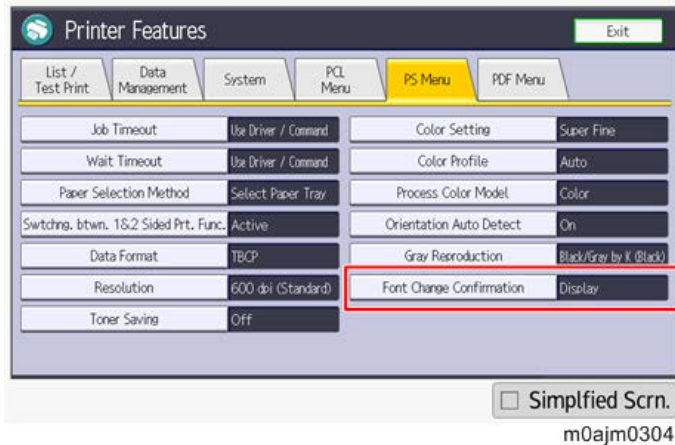 Printer Features
Exit
List / Test Print
Data Management
System
PCL Menu
PS Menu
PDF Menu
Job Timeout
Use Driver / Command
Color Setting
Super Fine
Wait Timeout
Use Driver / Command
Color Profile
Auto
Paper Selection Method
Select Paper Tray
Process Color Model
Color
Swtchng. btwn. 1&2 Sided Prt. Func.
Active
Orientation Auto Detect
On
Data Format
TBCP
Gray Reproduction
Black/Gray by K (Black)
Resolution
600 dpi (Standard)
Font Change Confirmation
Display
Toner Saving
Off
Simplfied Scrn.
m0ajm0304